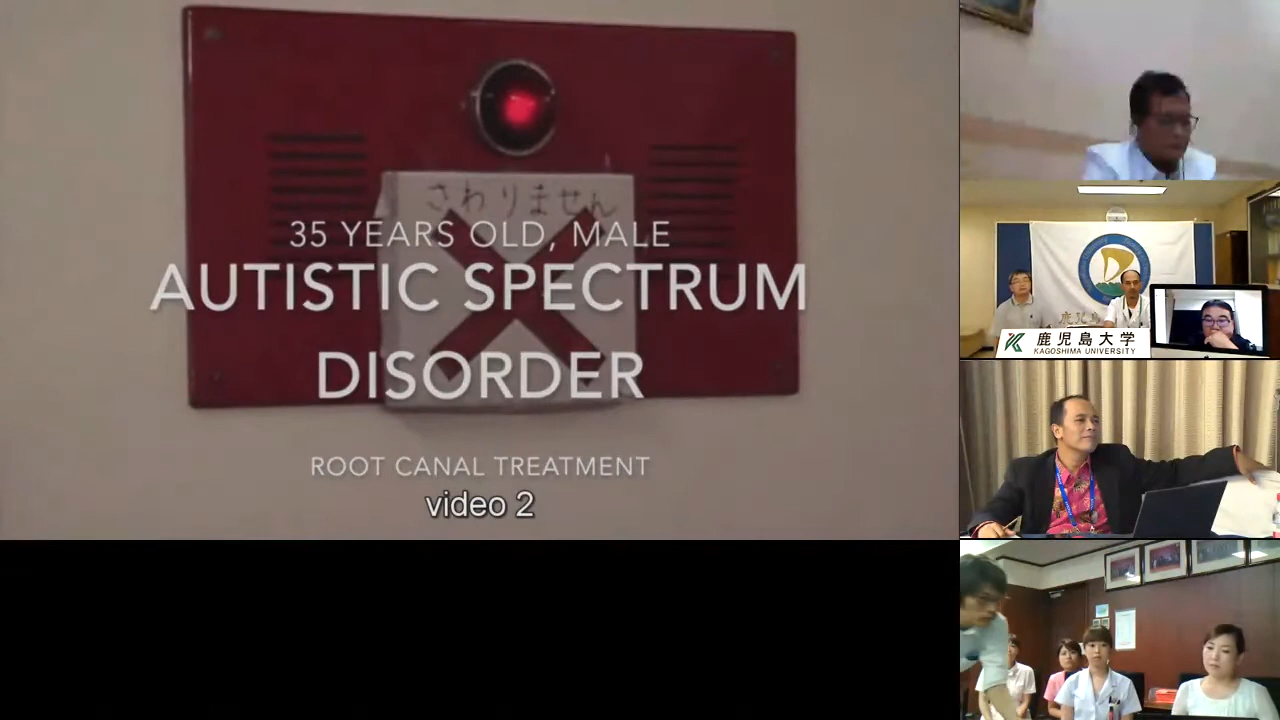 さわりません
35 YEARS OLD, MALE
AUTISTIC SPECTRUM
DISORDER
ROOT CANAL TREATMENT
video 2
鹿児島大学
KAGOSHIMA UNIVERSITY